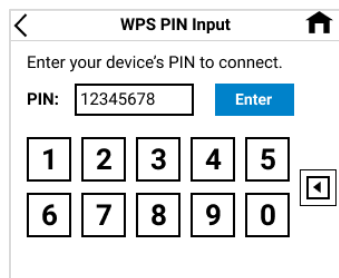 WPS PIN Input
Enter your device's PIN to connect.
PIN: 12345678 Enter
1 2 3 4 5
6 7 8 9 0